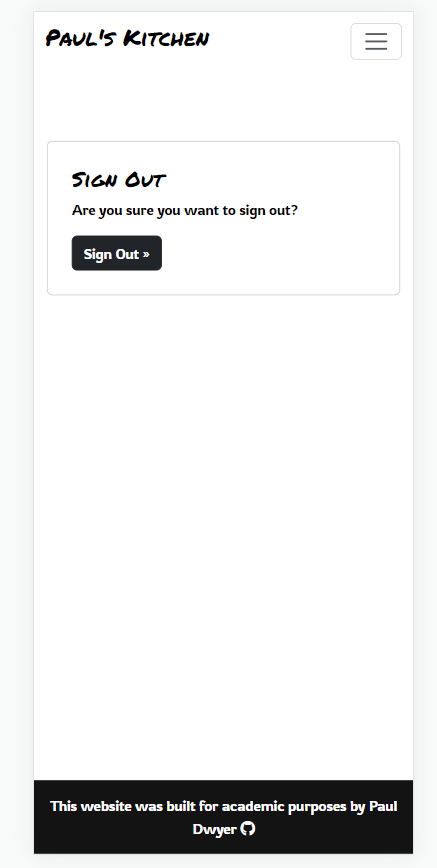 Paul's Kitchen
Sign Out
Are you sure you want to sign out?
Sign Out »
This website was built for academic purposes by Paul
Dwyer